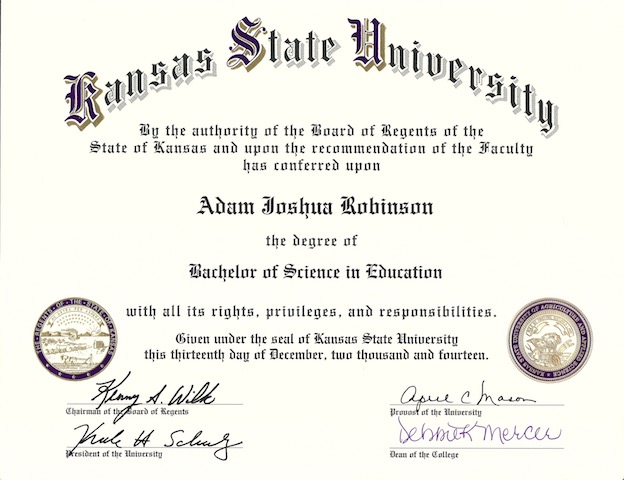 Kansas State University
By the authority of the Board of Regents of the
State of Kansas and upon the recommendation of the Faculty
has conferred upon
Adam Joshua Robinson
the degree of
Bachelor of Science in Education
with all its rights, privileges, and responsibilities.
Given under the seal of Kansas State University
this thirteenth day of December, two thousand and fourteen.
THE REGENTS OF THE STATE OF KANSAS
KANSAS STATE UNIVERSITY OF AGRICULTURE AND APPLIED SCIENCE
Kenny A. Wilk
April C Mason
Chairman of the Board of Regents
Provost of the University
Kirk H Schulz
Debbie K Mercer
President of the University
Dean of the College